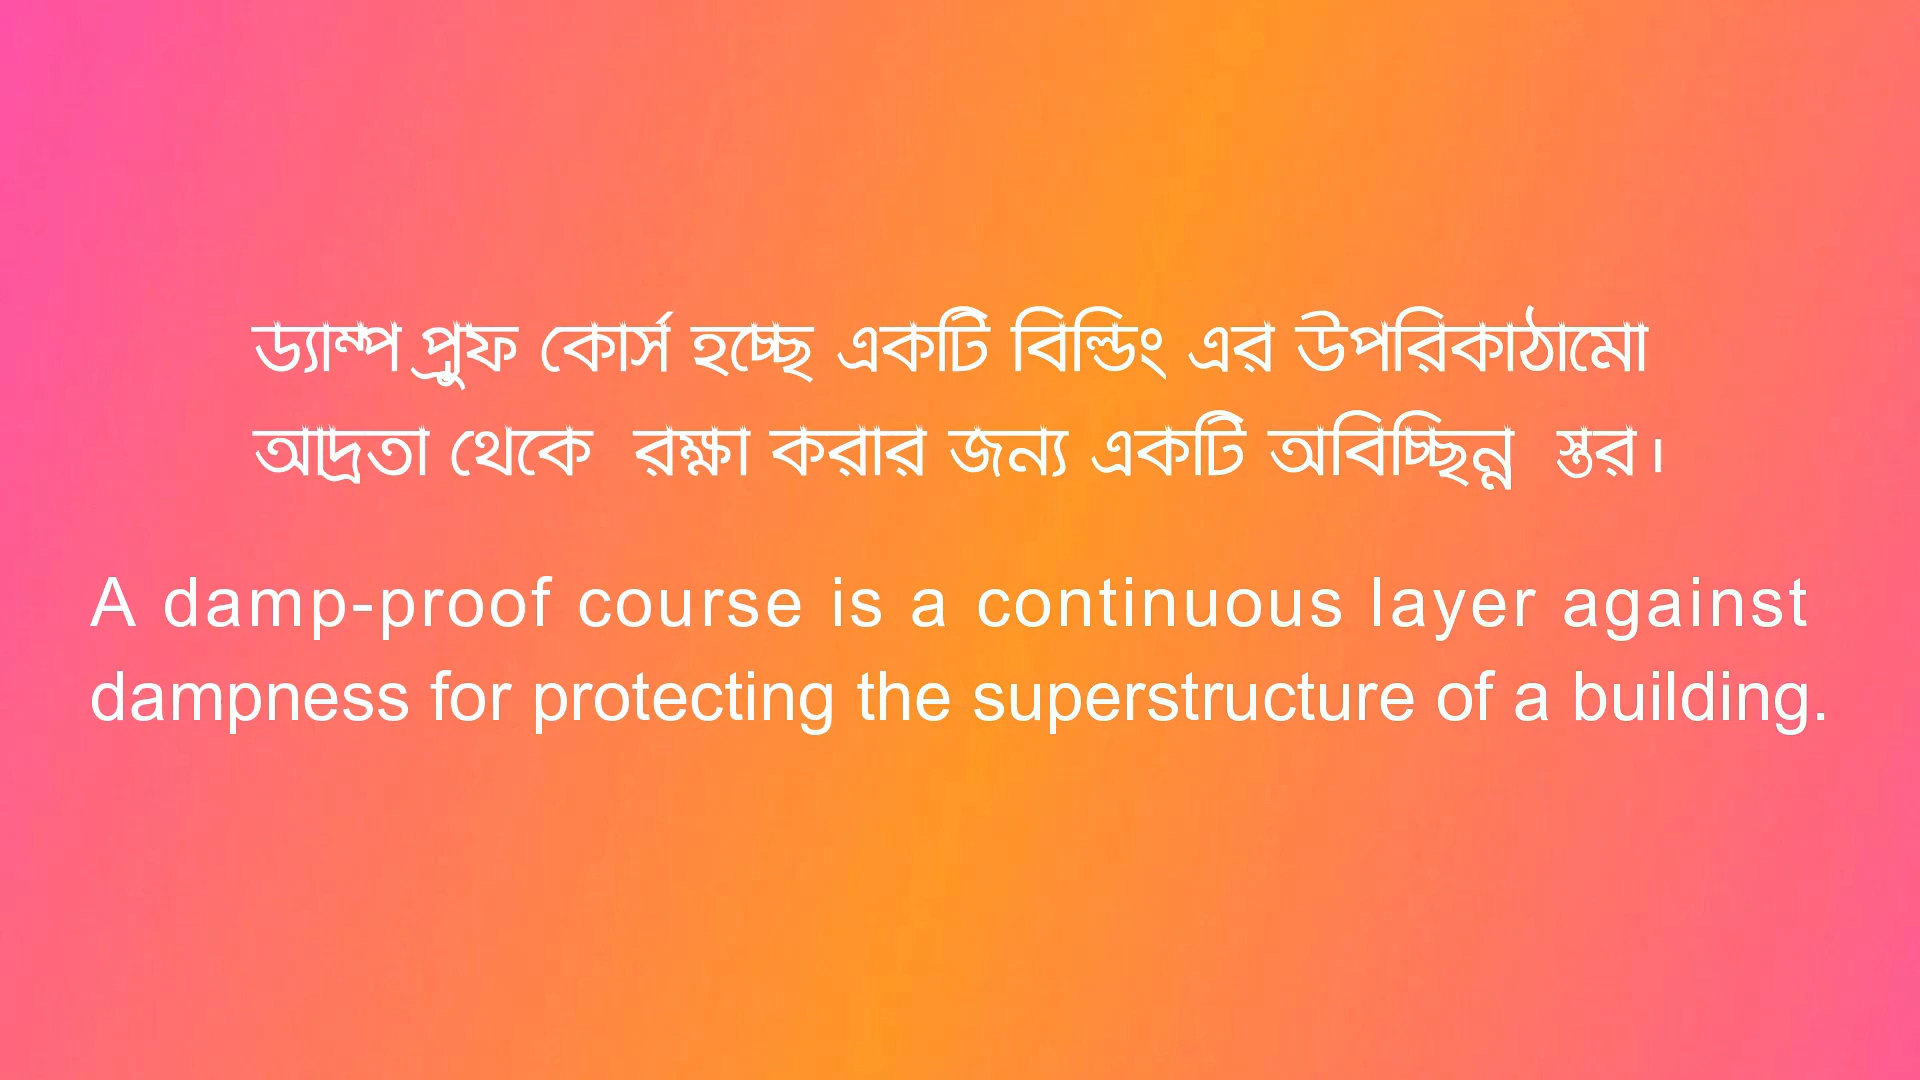 ড্যাম্প প্রুফ কোর্স হচ্ছে একটি বিল্ডিং এর উপরিকাঠামো
আদ্রতা থেকে রক্ষা করার জন্য একটি অবিচ্ছিন্ন স্তর।
A damp-proof course is a continuous layer against
dampness for protecting the superstructure of a building.